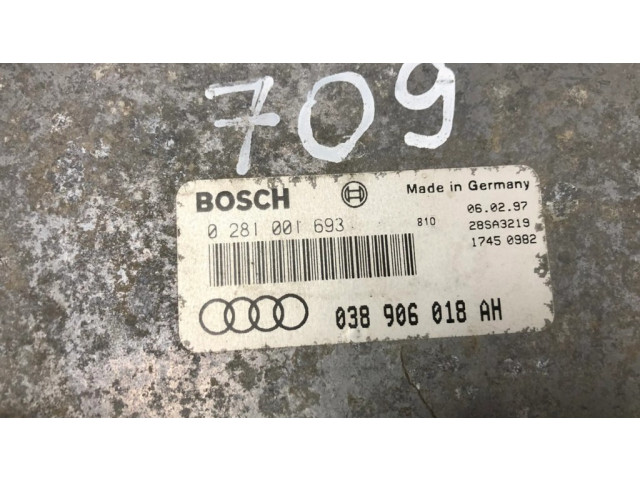 709
BOSCH Made in Germany
0 281 001 693 810 06.02.97
28SA3219
1745 0982
038 906 018 AH